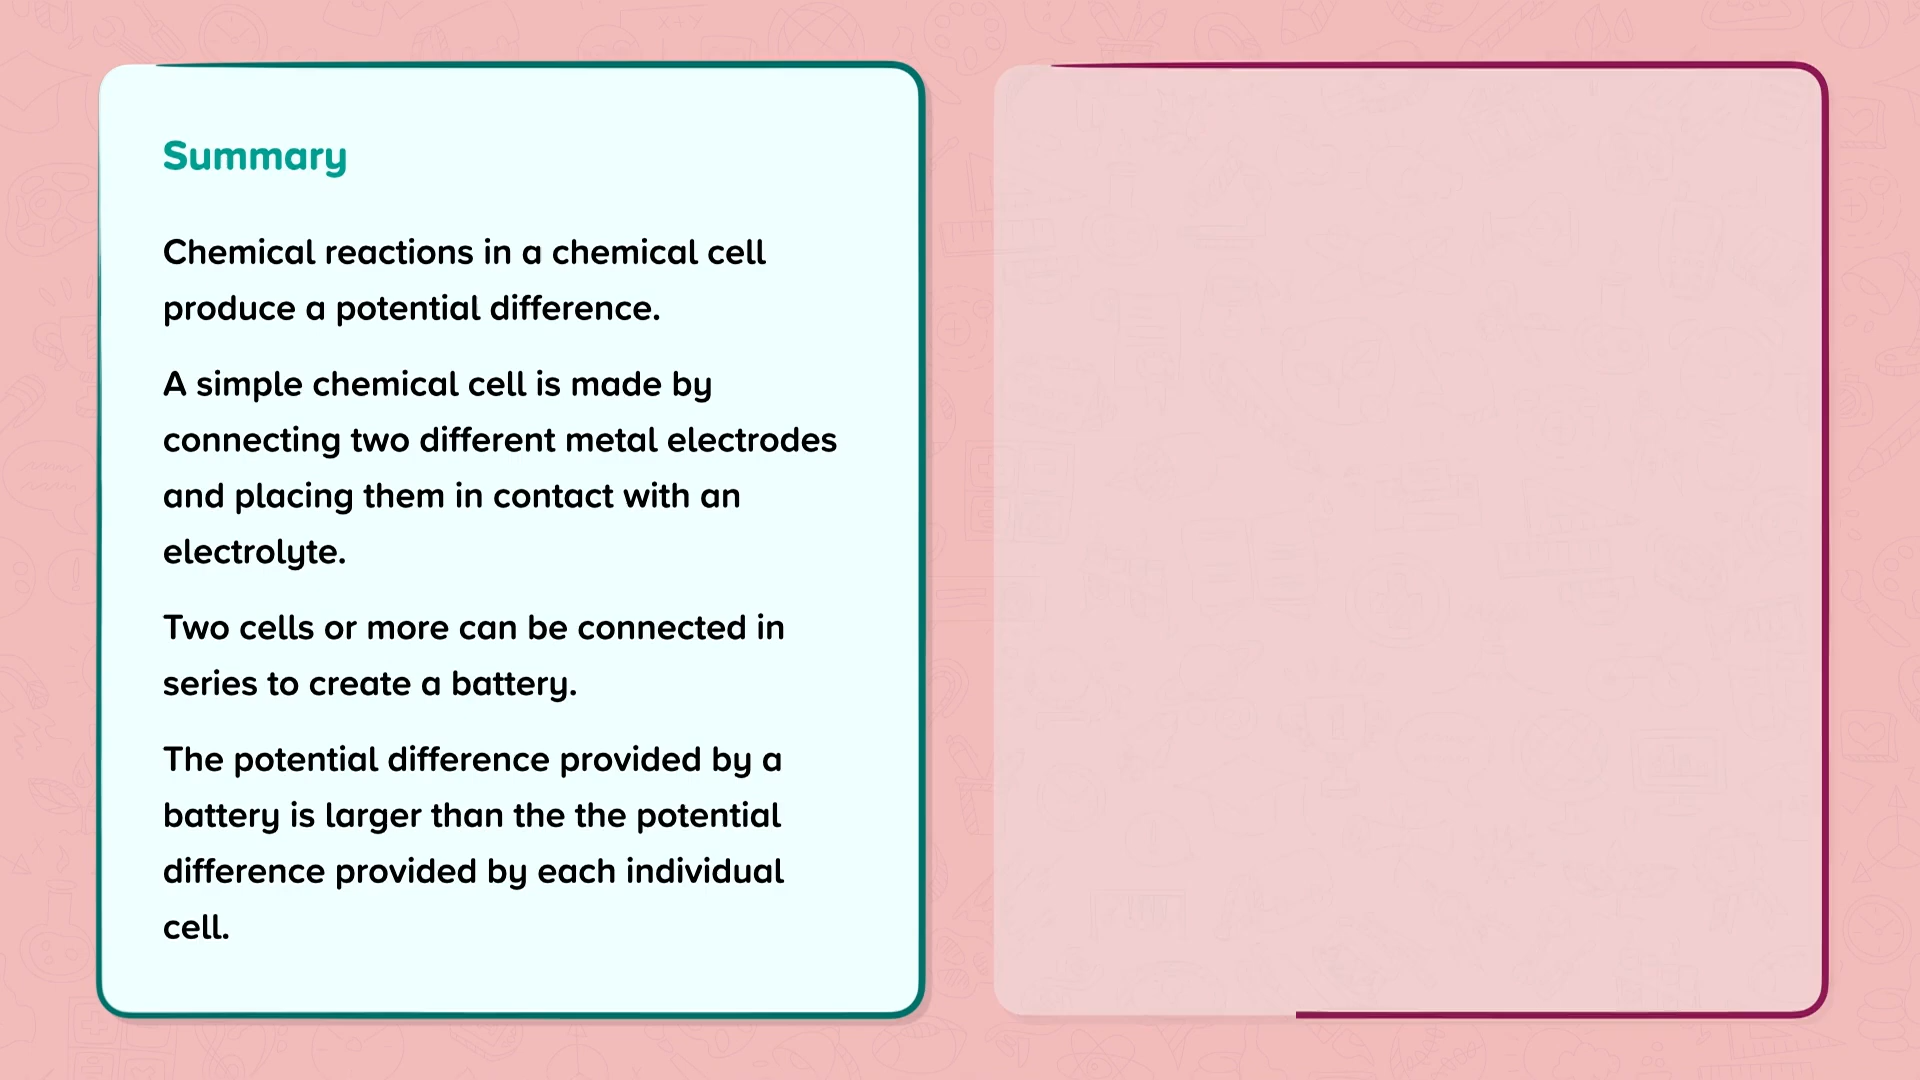 Summary
Chemical reactions in a chemical cell
produce a potential difference.
A simple chemical cell is made by
connecting two different metal electrodes
and placing them in contact with an
electrolyte.
Two cells or more can be connected in
series to create a battery.
The potential difference provided by a
battery is larger than the the potential
difference provided by each individual
cell.